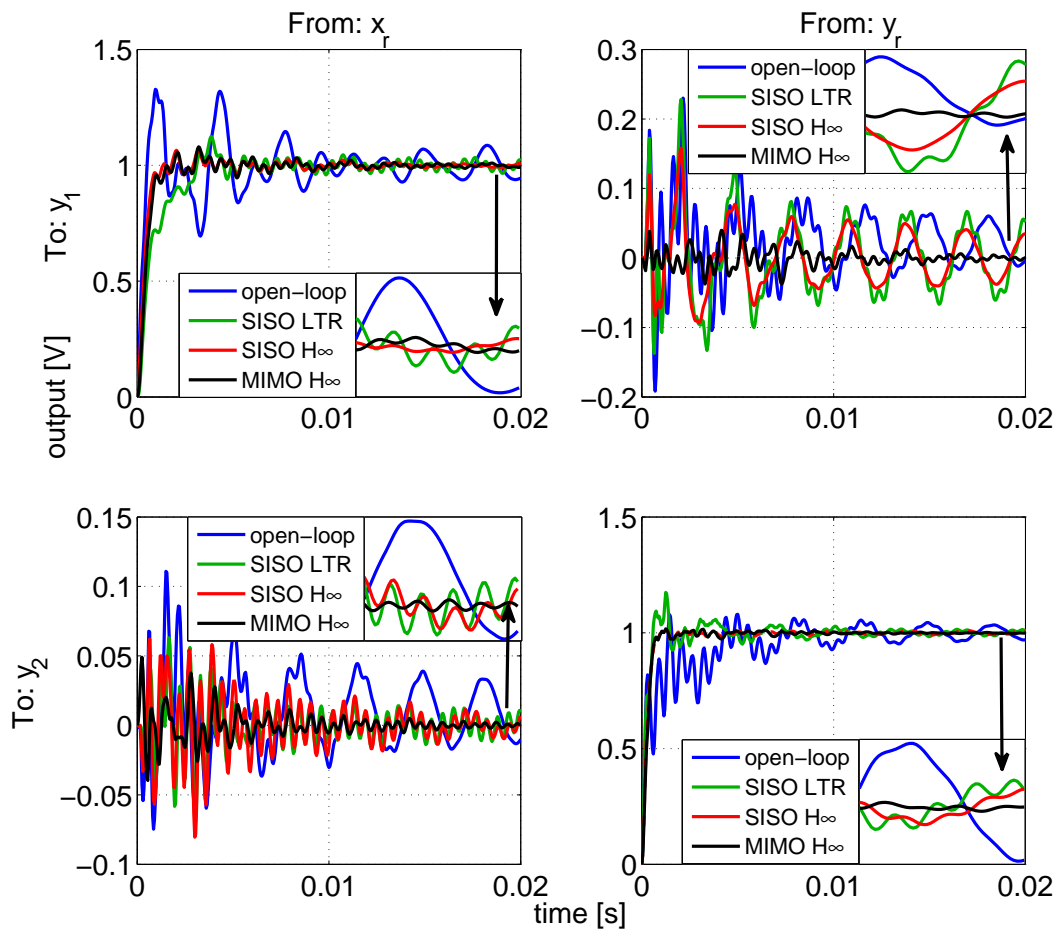 From: x_r
From: y_r
To: y_1
output [V]
1.5
1
0.5
0
0
0.01
0.02
open−loop
SISO LTR
SISO H∞
MIMO H∞
0.3
0.2
0.1
0
−0.1
−0.2
0
0.01
0.02
open−loop
SISO LTR
SISO H∞
MIMO H∞
To: y_2
0.15
0.1
0.05
0
−0.05
−0.1
0
0.01
0.02
open−loop
SISO LTR
SISO H∞
MIMO H∞
1.5
1
0.5
0
0
0.01
0.02
open−loop
SISO LTR
SISO H∞
MIMO H∞
time [s]